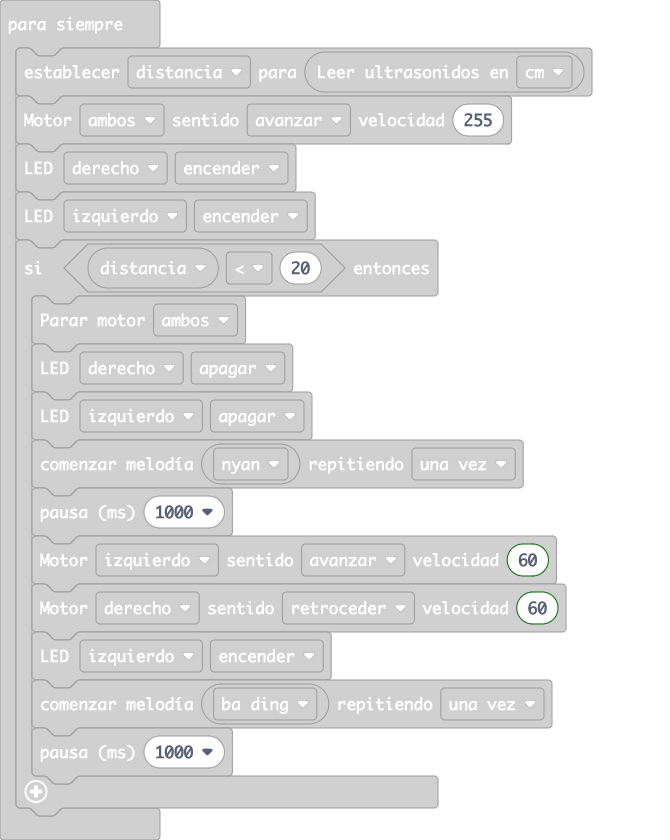 para siempre
establecer distancia para Leer ultrasonidos en cm
Motor ambos sentido avanzar velocidad 255
LED derecho encender
LED izquierdo encender
si distancia < 20 entonces
Parar motor ambos
LED derecho apagar
LED izquierdo apagar
comenzar melodía nyan repitiendo una vez
pausa (ms) 1000
Motor izquierdo sentido avanzar velocidad 60
Motor derecho sentido retroceder velocidad 60
LED izquierdo encender
comenzar melodía ba ding repitiendo una vez
pausa (ms) 1000